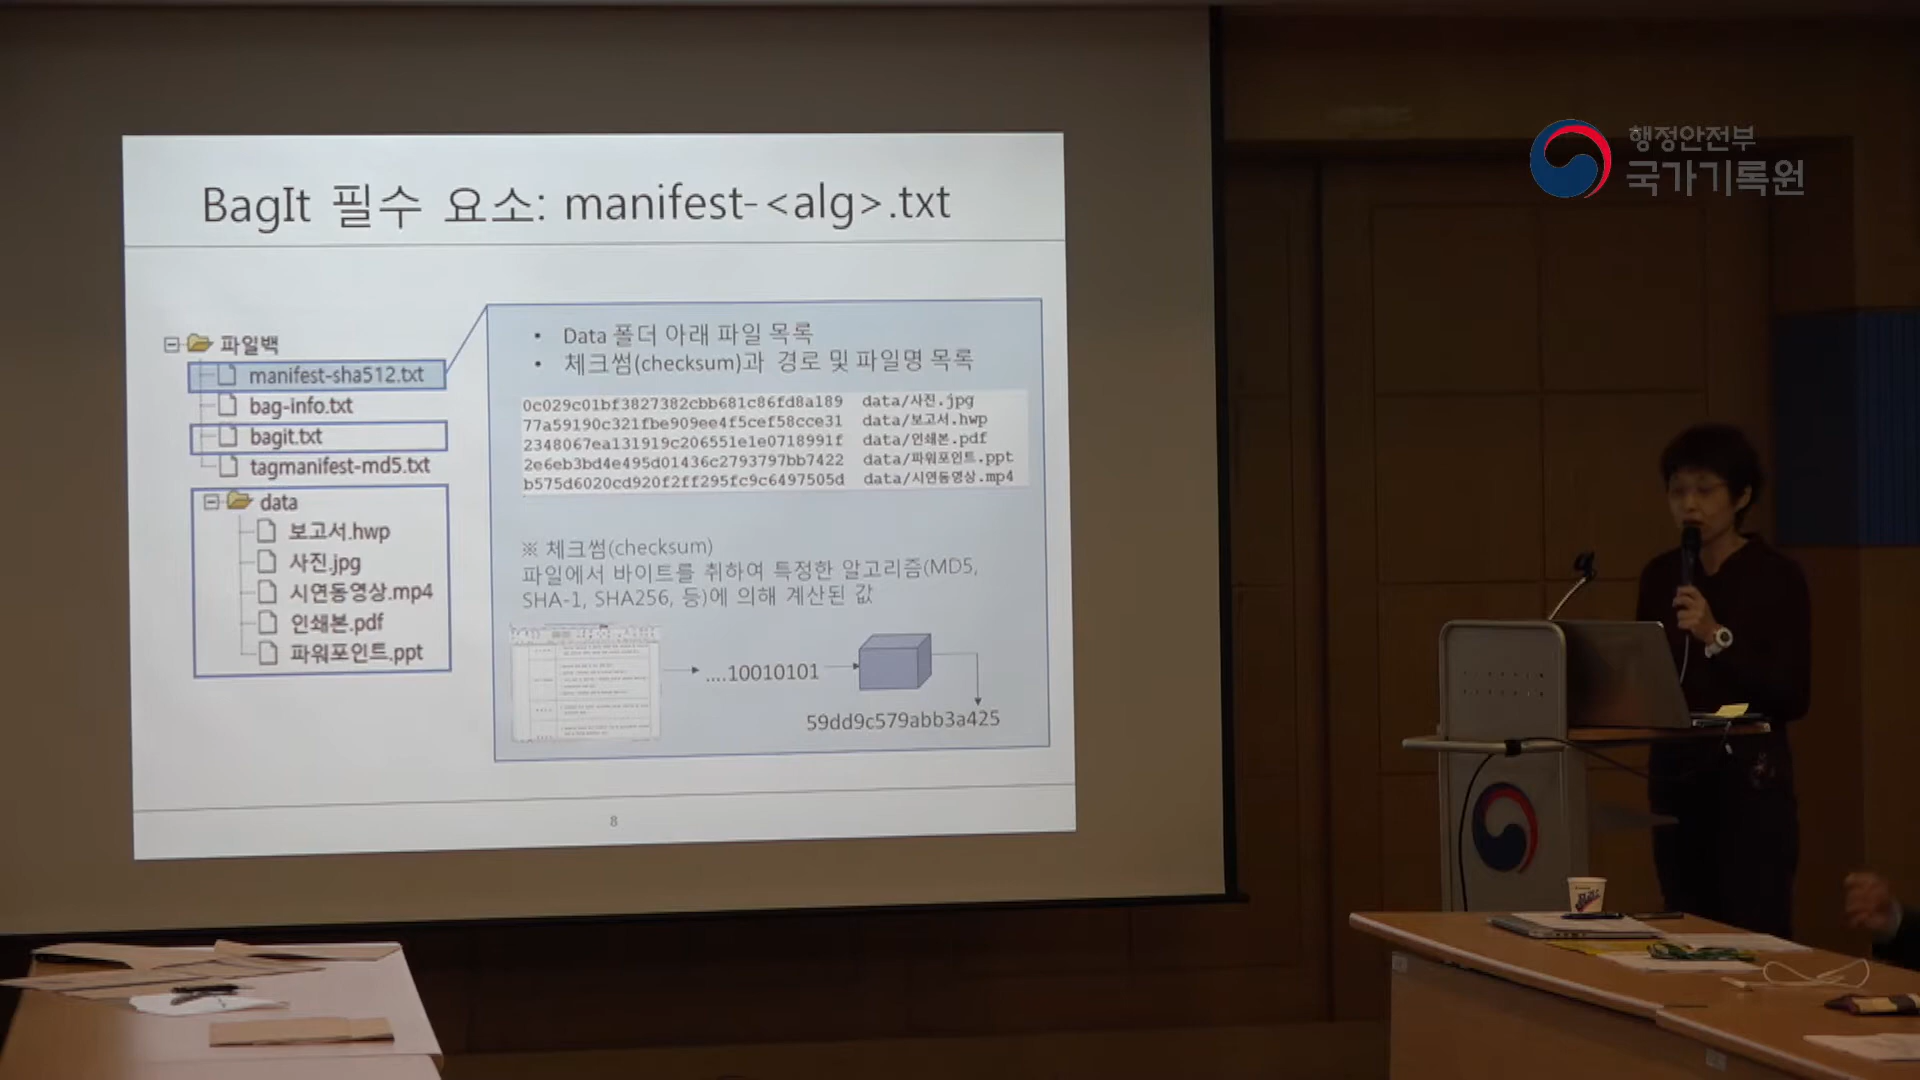 행정안전부
국가기록원
BagIt 필수 요소: manifest-<alg>.txt
파일백
manifest-sha512.txt
bag-info.txt
bagit.txt
tagmanifest-md5.txt
data
보고서.hwp
사진.jpg
시연동영상.mp4
인쇄본.pdf
파워포인트.ppt
• Data 폴더 아래 파일 목록
• 체크썸(checksum)과 경로 및 파일명 목록
0c029c01bf3827382cbb681c86fd8a189 data/사진.jpg
77a59190c321fbe909ee4f5cef58cce31 data/보고서.hwp
2348067ea131919c206551e1e0718991f data/인쇄본.pdf
2e6eb3bd4e495d01436c2793797bb7422 data/파워포인트.ppt
b575d6020cd920f2ff295fc9c6497505d data/시연동영상.mp4
※ 체크썸(checksum)
파일에서 바이트를 취하여 특정한 알고리즘(MD5,
SHA-1, SHA256, 등)에 의해 계산된 값
....10010101
59dd9c579abb3a425
8